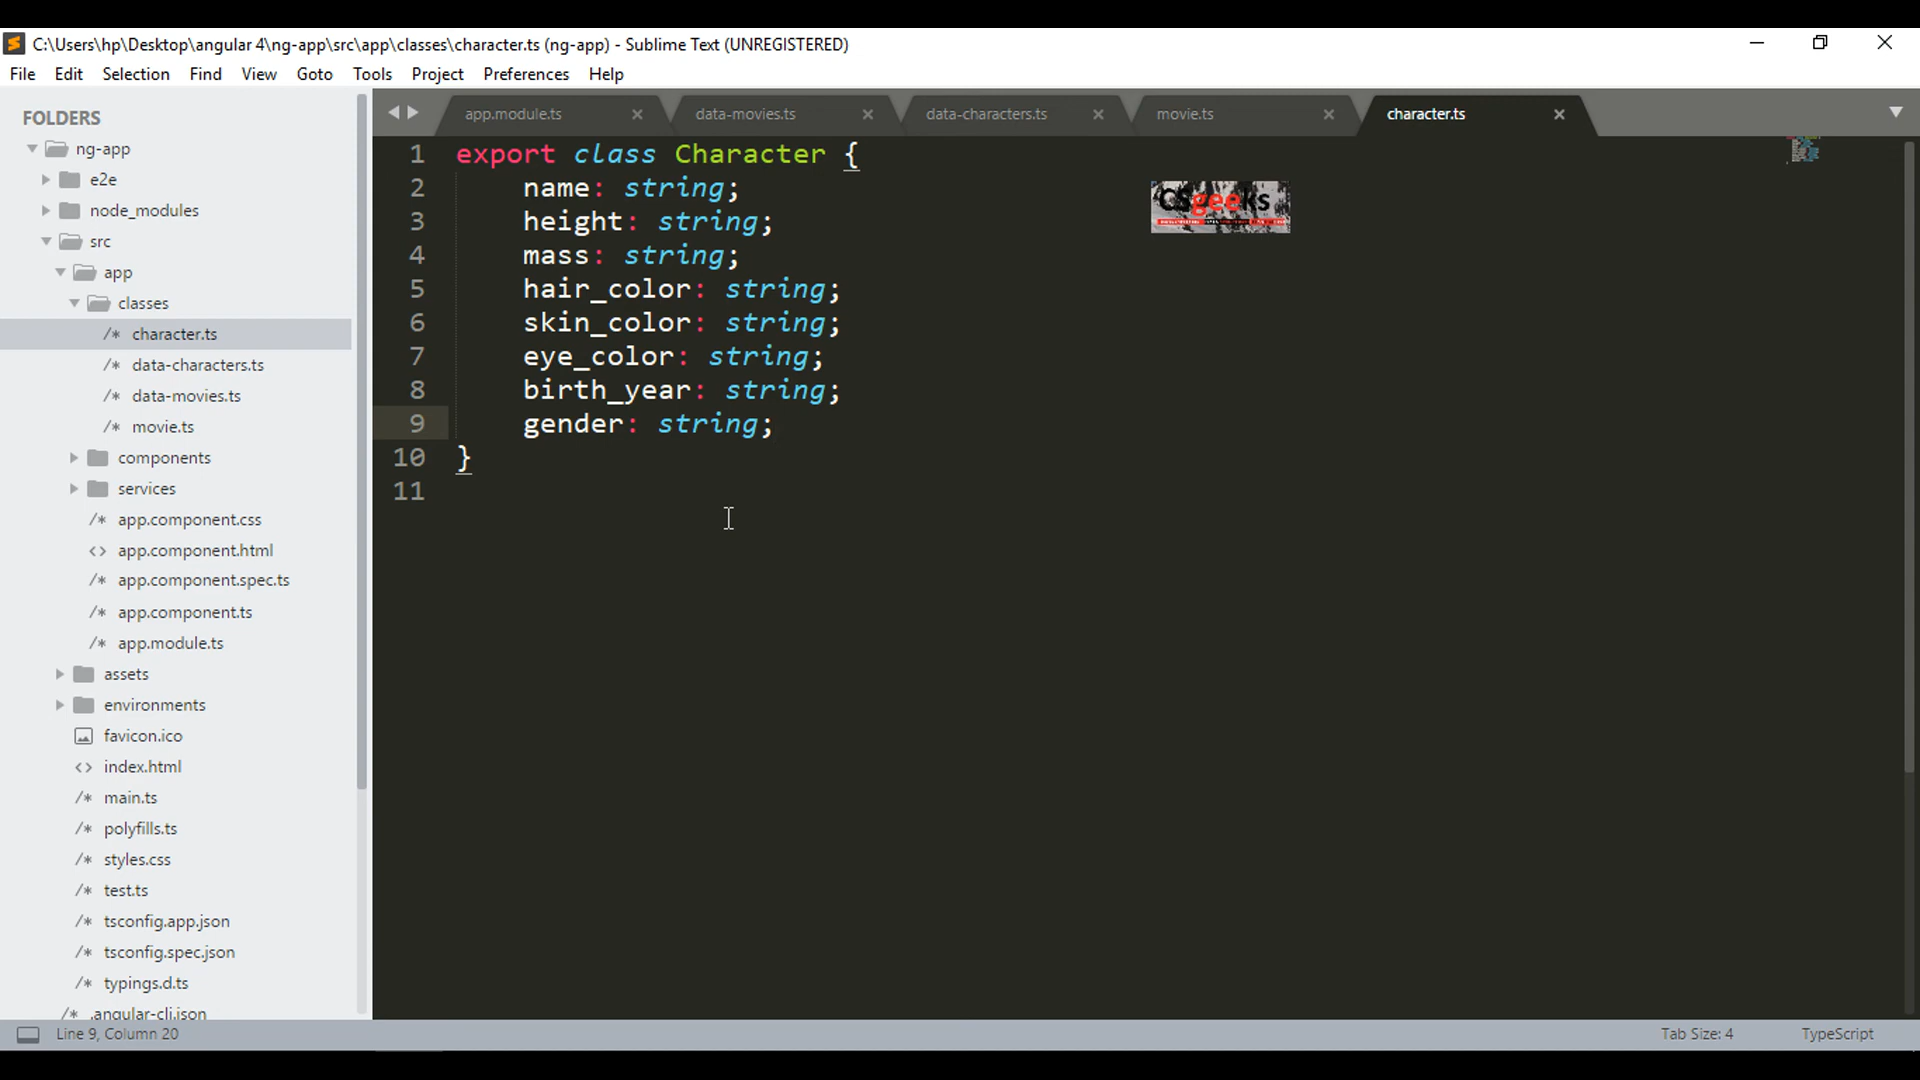 C:\Users\hp\Desktop\angular 4\ng-app\src\app\classes\character.ts (ng-app) - Sublime Text (UNREGISTERED)
File Edit Selection Find View Goto Tools Project Preferences Help
FOLDERS
ng-app
e2e
node_modules
src
app
classes
/* character.ts
/* data-characters.ts
/* data-movies.ts
/* movie.ts
components
services
/* app.component.css
<> app.component.html
/* app.component.spec.ts
/* app.component.ts
/* app.module.ts
assets
environments
favicon.ico
<> index.html
/* main.ts
/* polyfills.ts
/* styles.css
/* test.ts
/* tsconfig.app.json
/* tsconfig.spec.json
/* typings.d.ts
/* .angular-cli.json
app.module.ts data-movies.ts data-characters.ts movie.ts character.ts
1 export class Character {
2 name: string;
3 height: string;
4 mass: string;
5 hair_color: string;
6 skin_color: string;
7 eye_color: string;
8 birth_year: string;
9 gender: string;
10 }
11
CSgeeks
Line 9, Column 20
Tab Size: 4
TypeScript